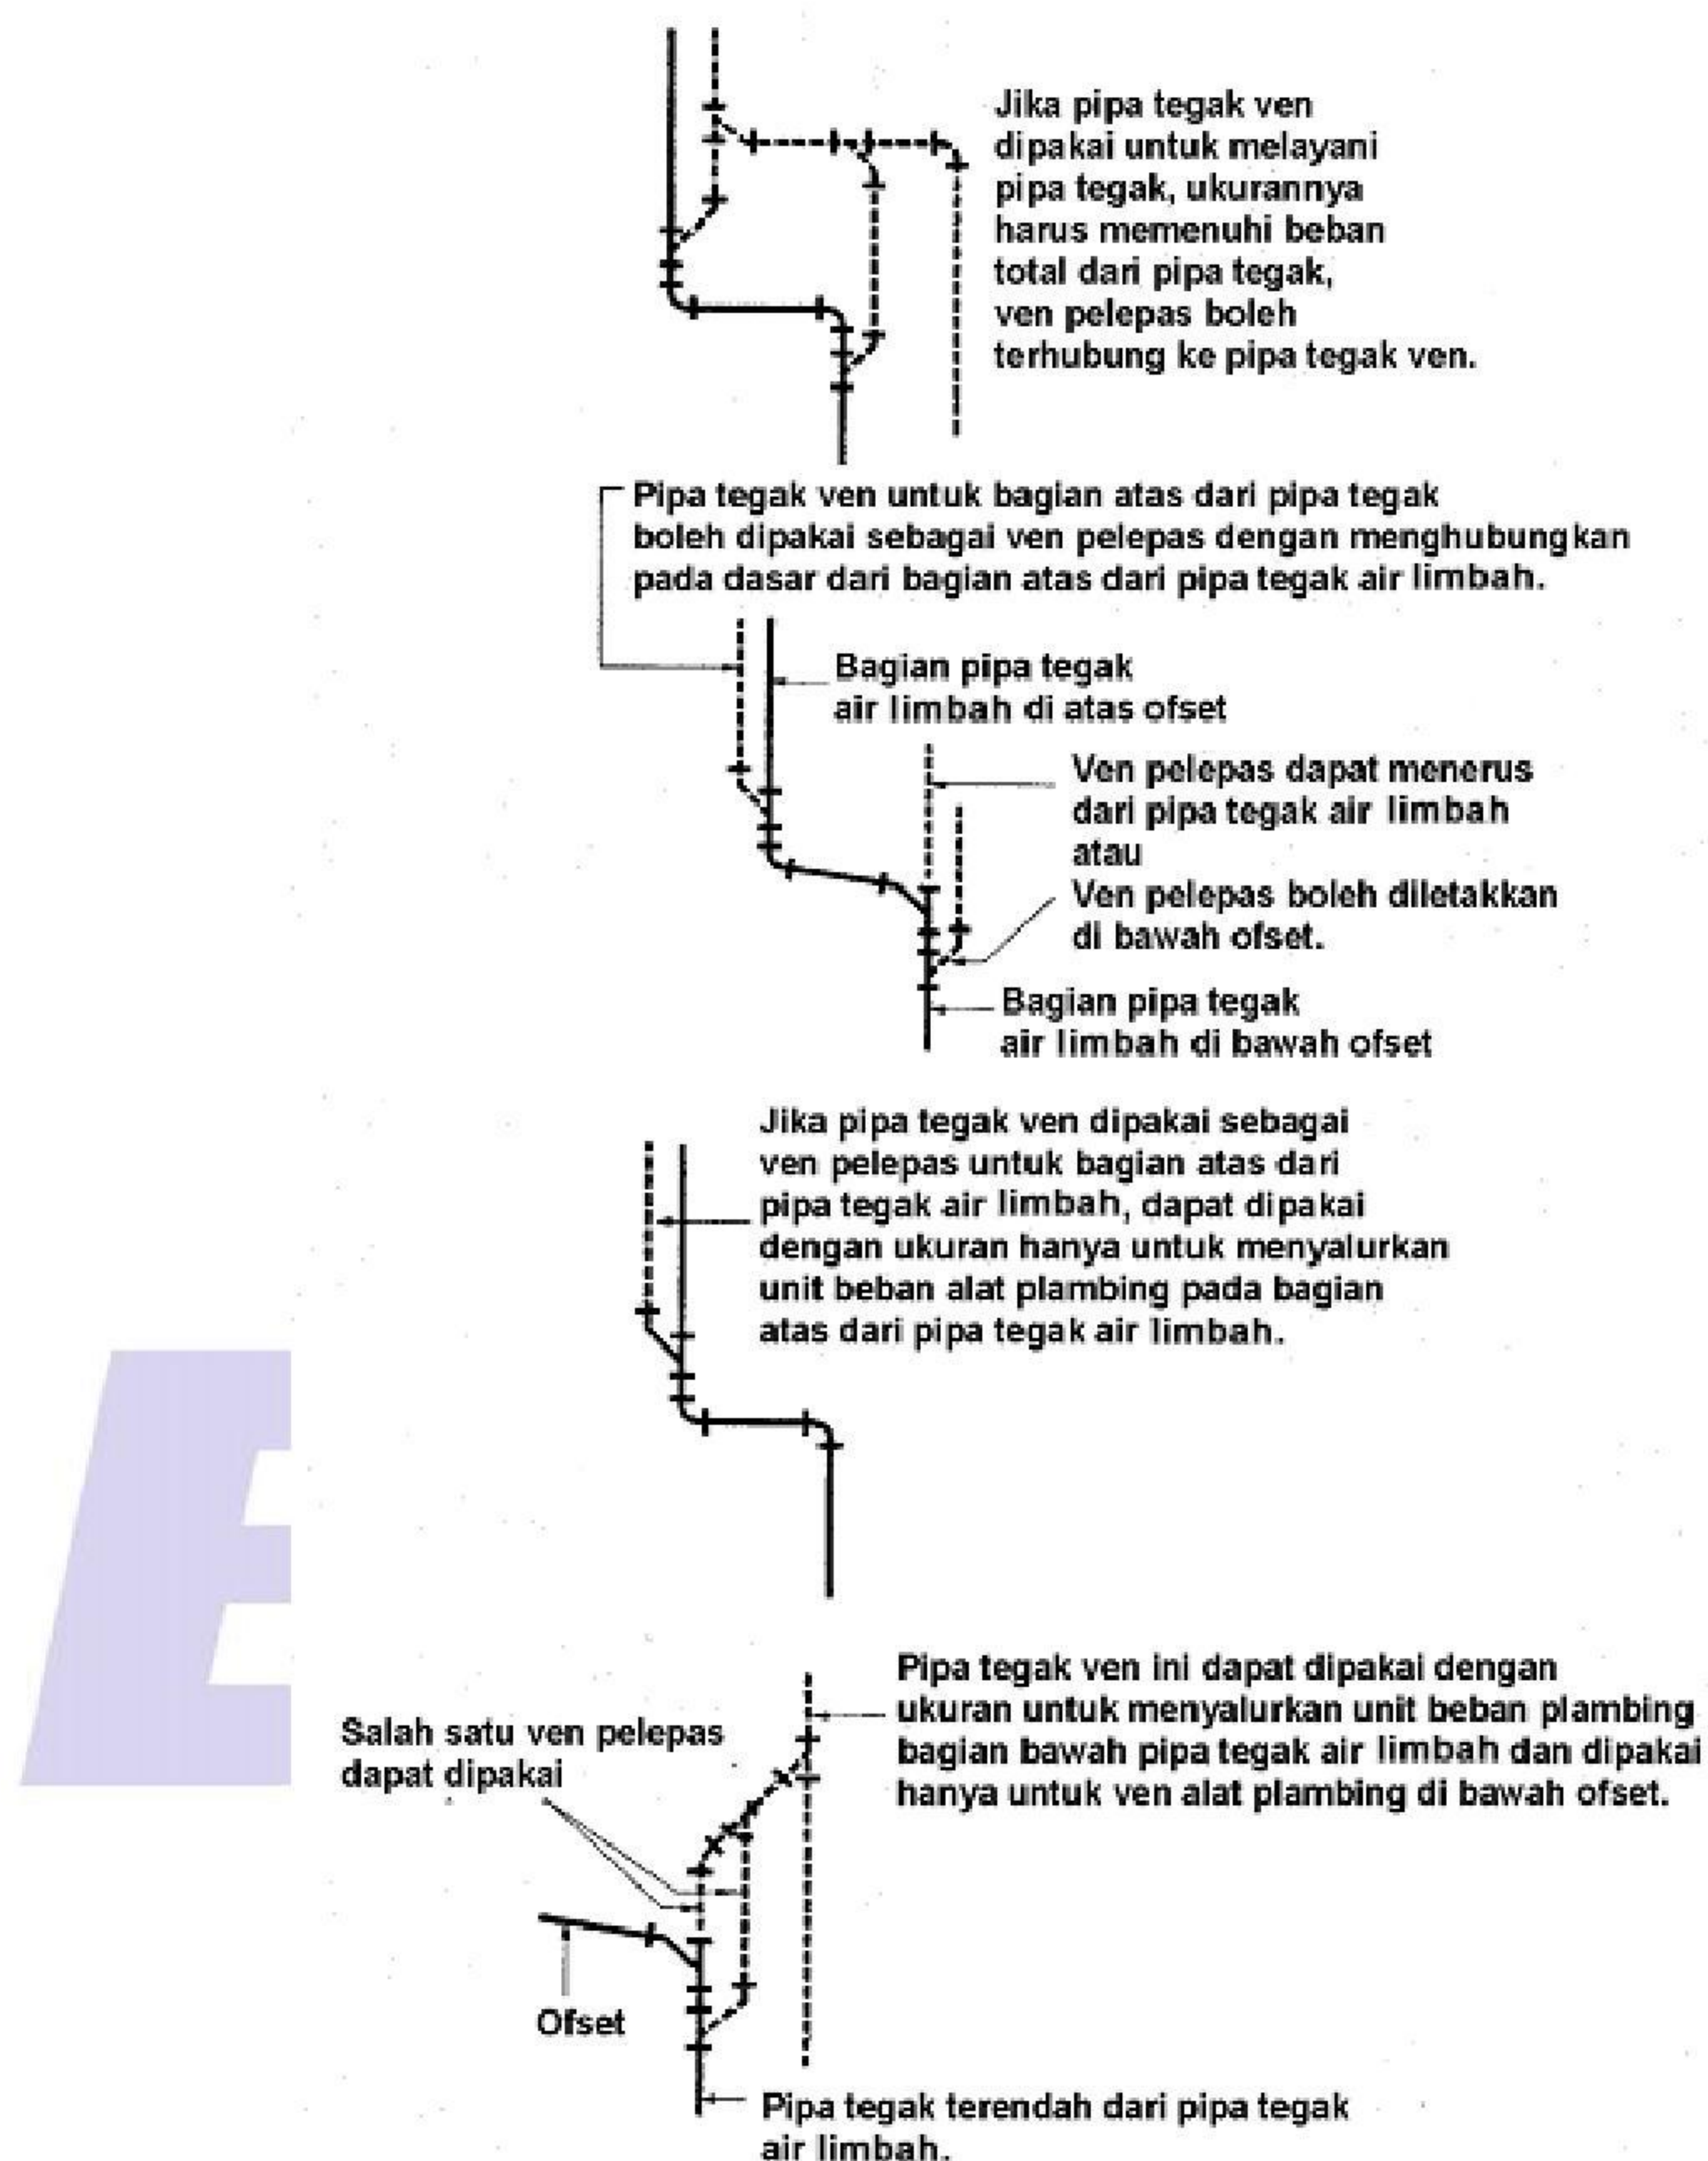 Jika pipa tegak ven
dipakai untuk melayani
pipa tegak, ukurannya
harus memenuhi beban
total dari pipa tegak,
ven pelepas boleh
terhubung ke pipa tegak ven.
Pipa tegak ven untuk bagian atas dari pipa tegak
boleh dipakai sebagai ven pelepas dengan menghubungkan
pada dasar dari bagian atas dari pipa tegak air limbah.
Bagian pipa tegak
air limbah di atas ofset
Ven pelepas dapat menerus
dari pipa tegak air limbah
atau
Ven pelepas boleh diletakkan
di bawah ofset.
Bagian pipa tegak
air limbah di bawah ofset
Jika pipa tegak ven dipakai sebagai
ven pelepas untuk bagian atas dari
pipa tegak air limbah, dapat dipakai
dengan ukuran hanya untuk menyalurkan
unit beban alat plambing pada bagian
atas dari pipa tegak air limbah.
Pipa tegak ven ini dapat dipakai dengan
ukuran untuk menyalurkan unit beban plambing
bagian bawah pipa tegak air limbah dan dipakai
hanya untuk ven alat plambing di bawah ofset.
Salah satu ven pelepas
dapat dipakai
Ofset
Pipa tegak terendah dari pipa tegak
air limbah.